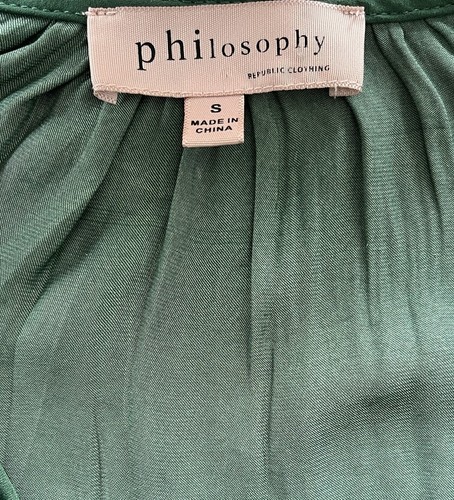 philosophy
REPUBLIC CLOTHING
S
MADE IN
CHINA